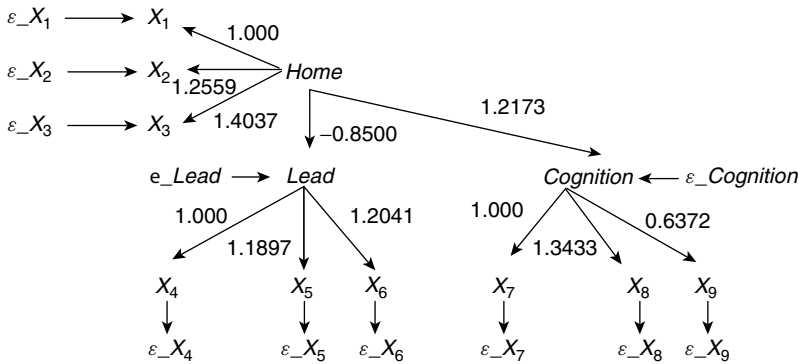 ε_X₁ X₁
1.000
ε_X₂ X₂ Home
1.2559
1.4037 1.2173
ε_X₃ X₃
−0.8500
e_Lead Lead Cognition ε_Cognition
1.000 1.2041 1.000 0.6372
1.1897 1.3433
X₄ X₅ X₆ X₇ X₈ X₉
ε_X₄ ε_X₅ ε_X₆ ε_X₇ ε_X₈ ε_X₉